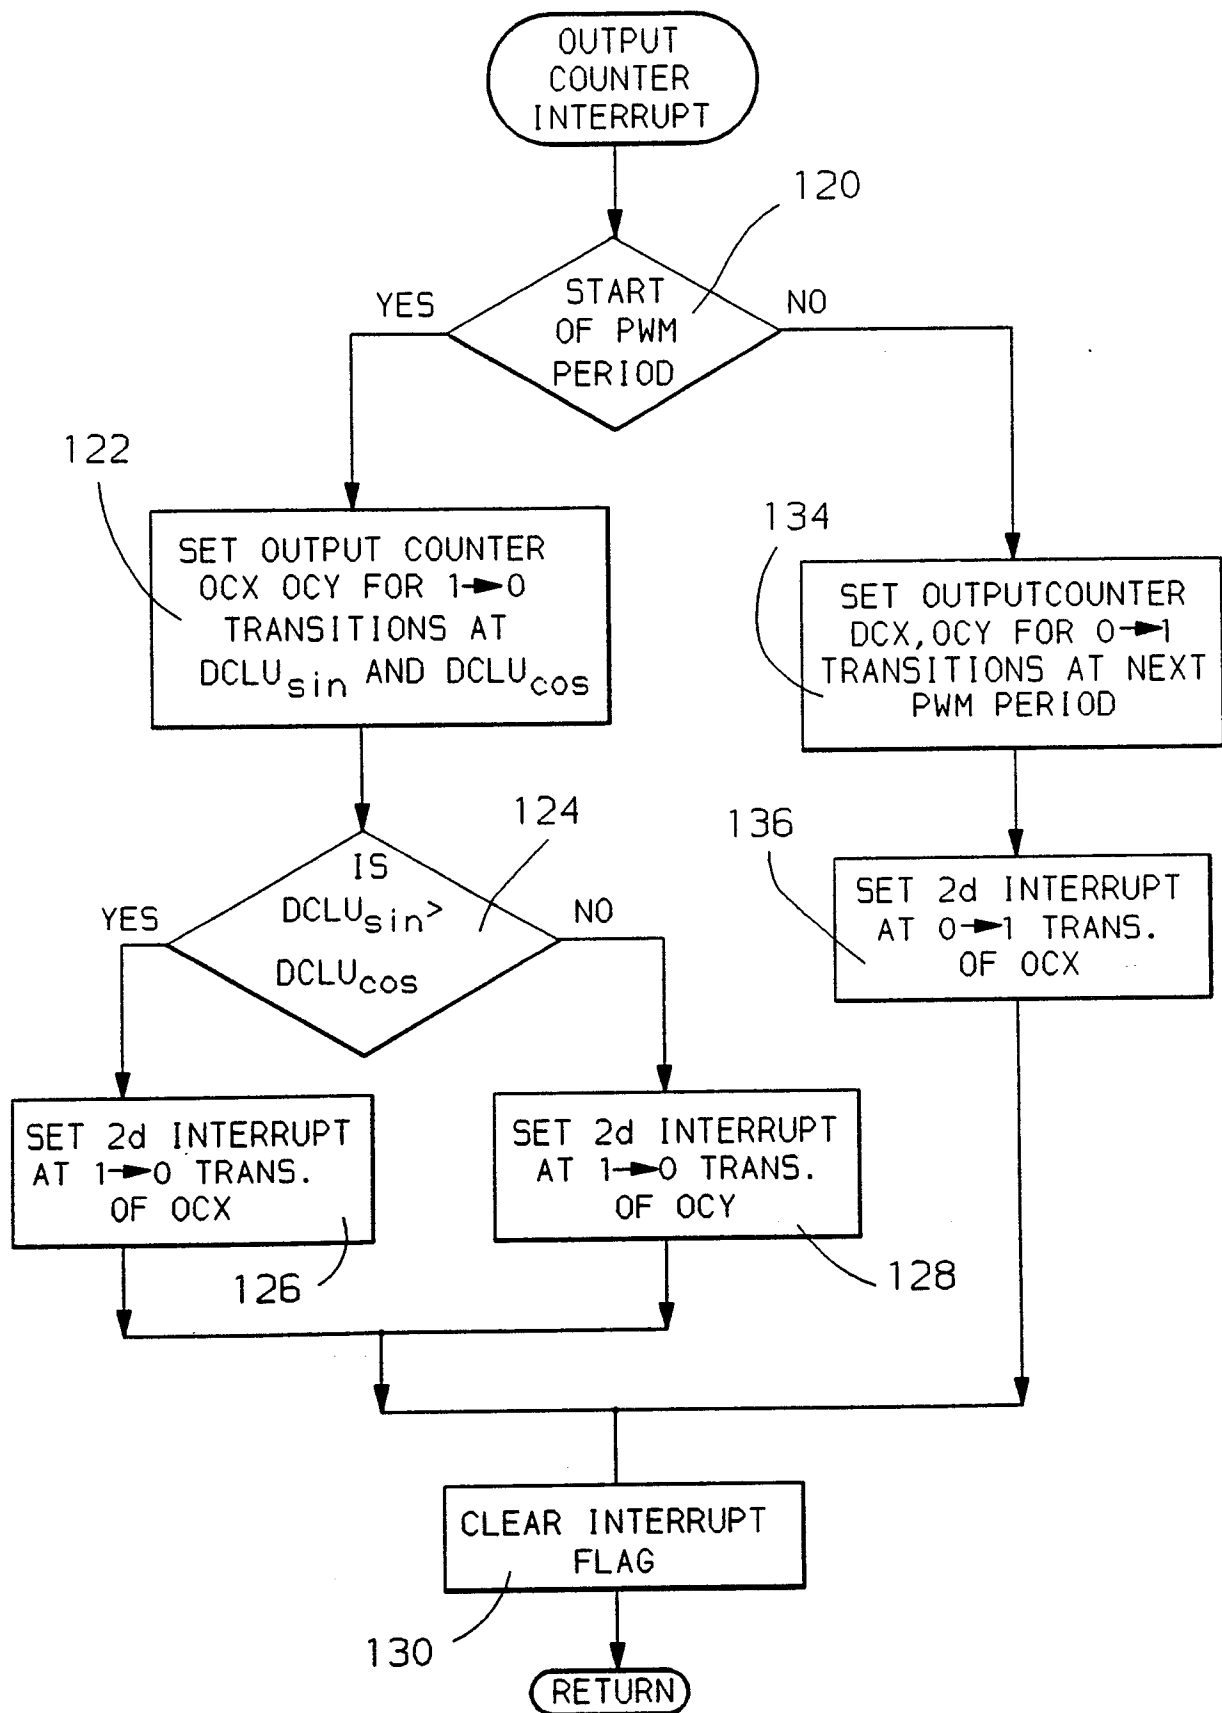 OUTPUT
COUNTER
INTERRUPT
120
START
OF PWM
PERIOD
YES
NO
122
SET OUTPUT COUNTER
OCX OCY FOR 1→0
TRANSITIONS AT
DCLUsin AND DCLUcos
134
SET OUTPUTCOUNTER
DCX,OCY FOR 0→1
TRANSITIONS AT NEXT
PWM PERIOD
124
IS
DCLUsin>
DCLUcos
YES
NO
136
SET 2d INTERRUPT
AT 0→1 TRANS.
OF OCX
SET 2d INTERRUPT
AT 1→0 TRANS.
OF OCX
126
SET 2d INTERRUPT
AT 1→0 TRANS.
OF OCY
128
CLEAR INTERRUPT
FLAG
130
RETURN